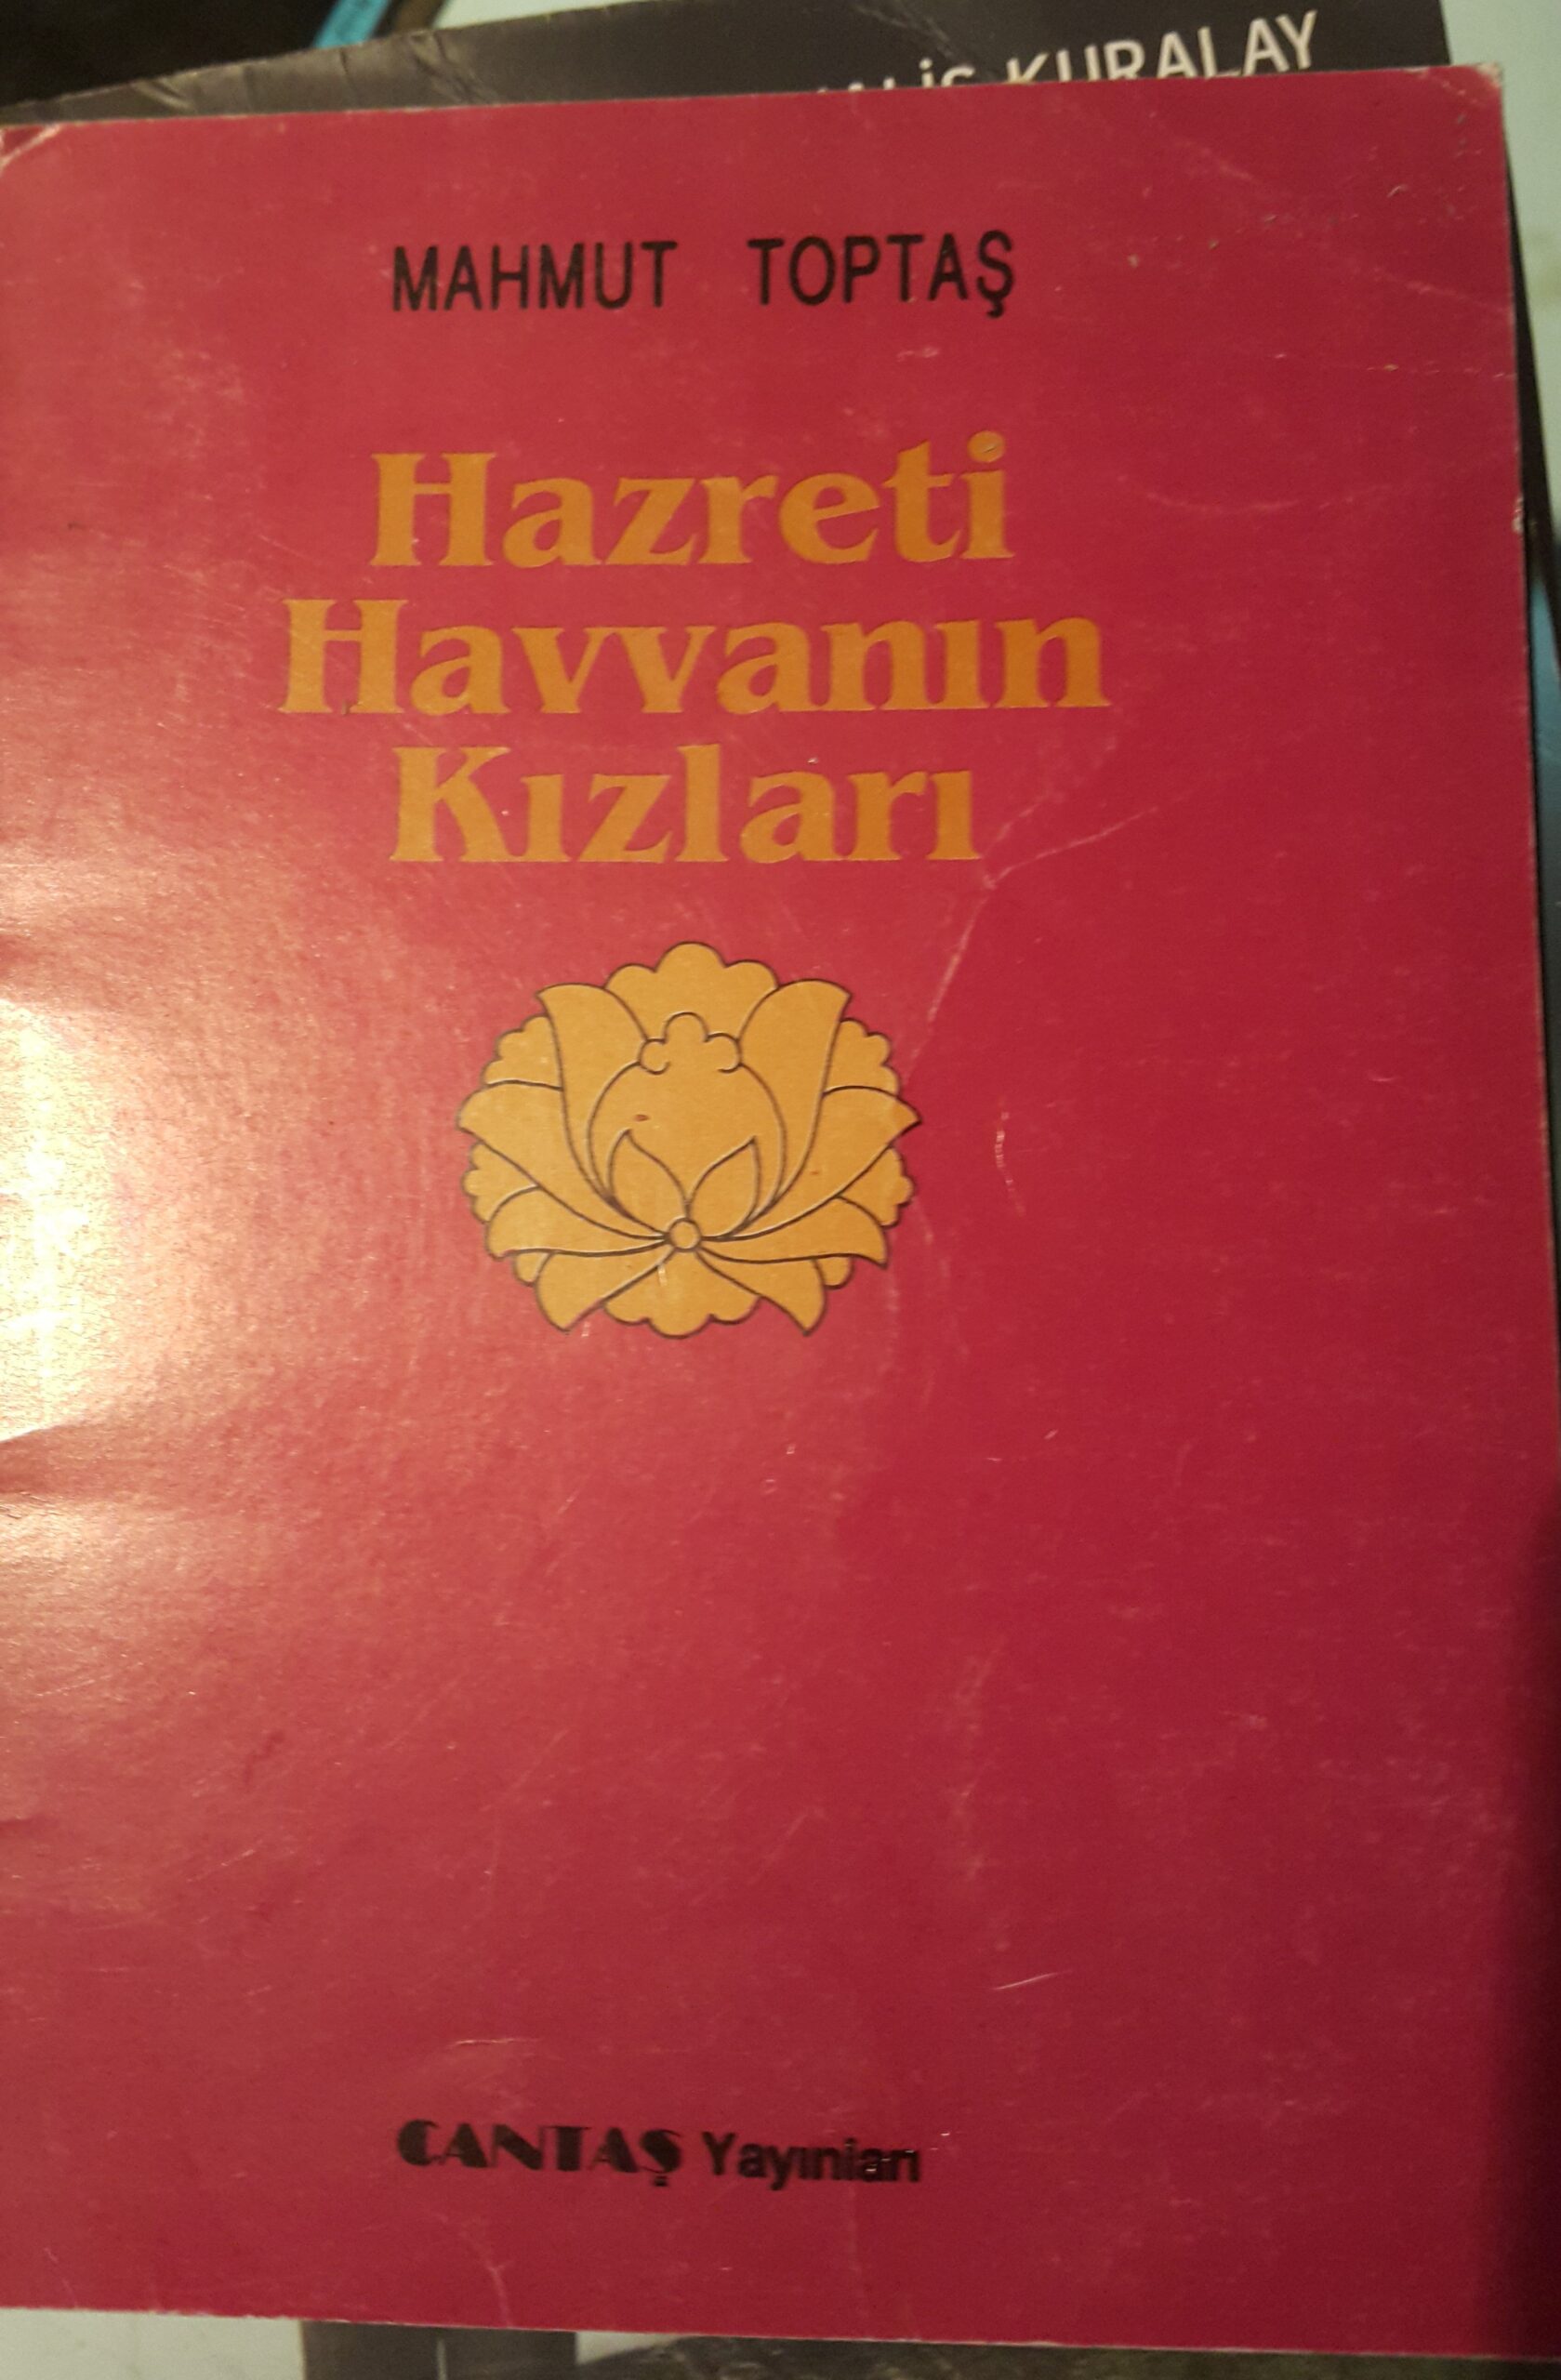 KURALAY
MAHMUT TOPTAŞ
Hazreti
Havvanın
Kızları
CANTAŞ Yayınları